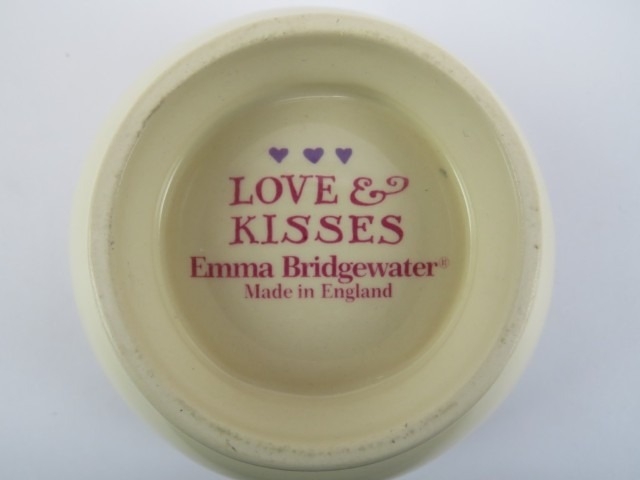 LOVE &
KISSES
Emma Bridgewater®
Made in England